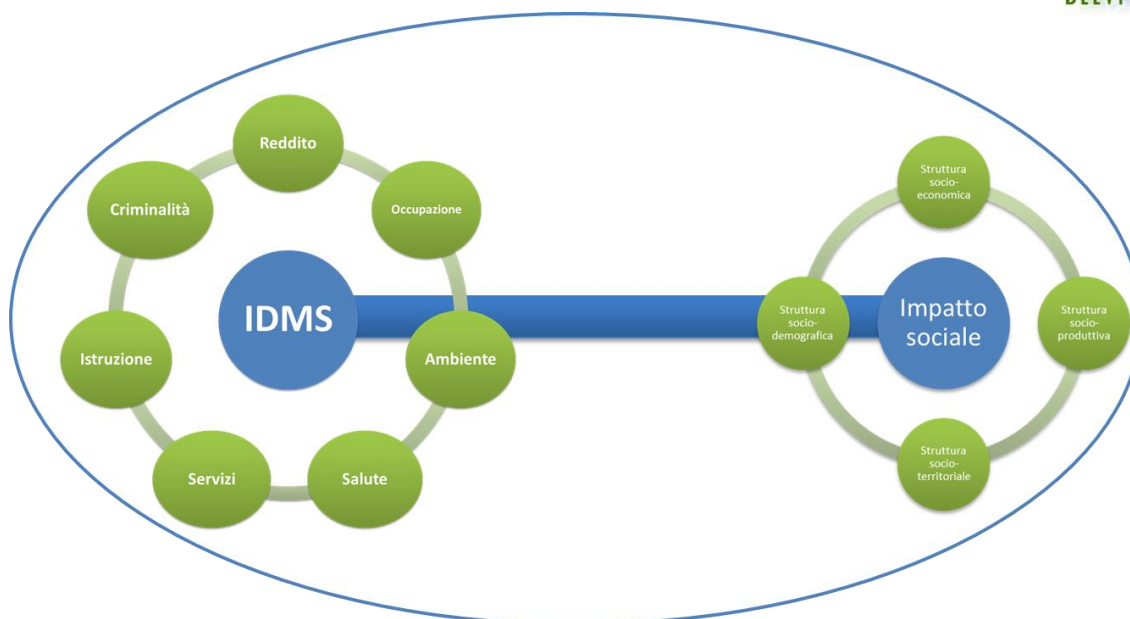 Reddito
Criminalità
Occupazione
IDMS
Istruzione
Ambiente
Servizi
Salute
Struttura
socio-
economica
Struttura
socio-
demografica
Impatto
sociale
Struttura
socio-
produttiva
Struttura
socio-
territoriale